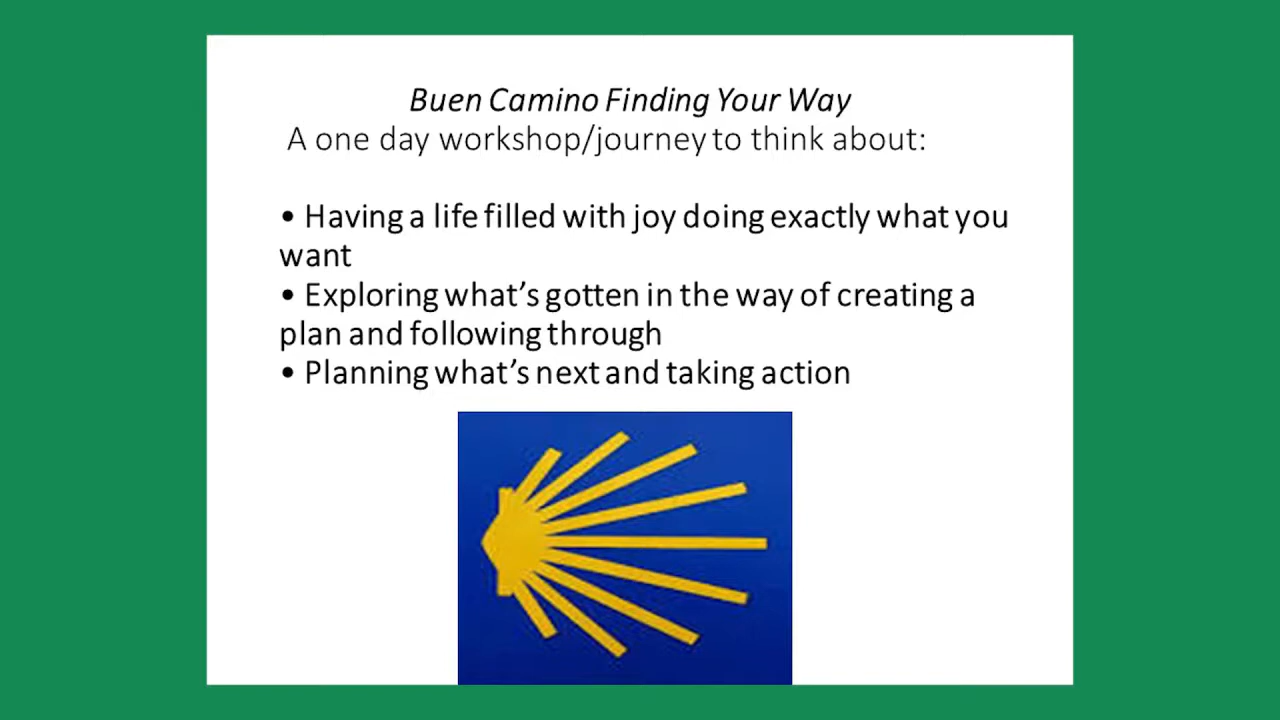 Buen Camino Finding Your Way
A one day workshop/journey to think about:
• Having a life filled with joy doing exactly what you
want
• Exploring what’s gotten in the way of creating a
plan and following through
• Planning what’s next and taking action